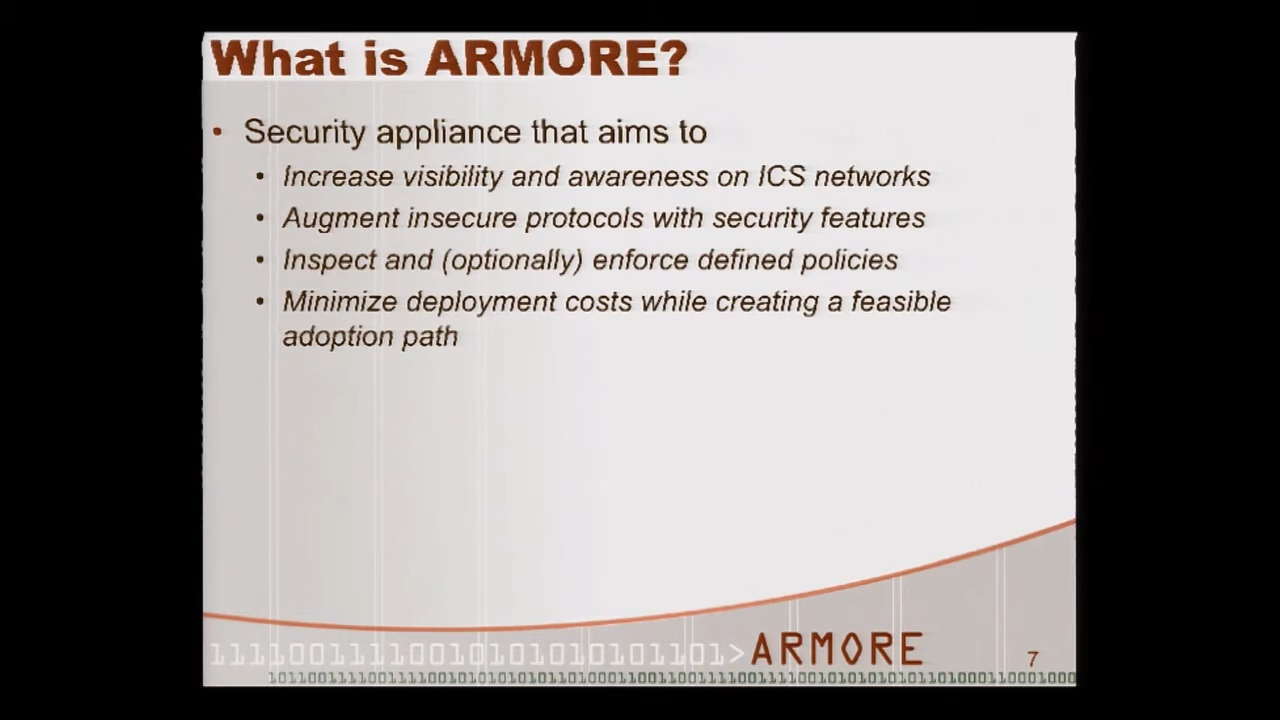 What is ARMORE?
• Security appliance that aims to
• Increase visibility and awareness on ICS networks
• Augment insecure protocols with security features
• Inspect and (optionally) enforce defined policies
• Minimize deployment costs while creating a feasible
adoption path
>ARMORE
7